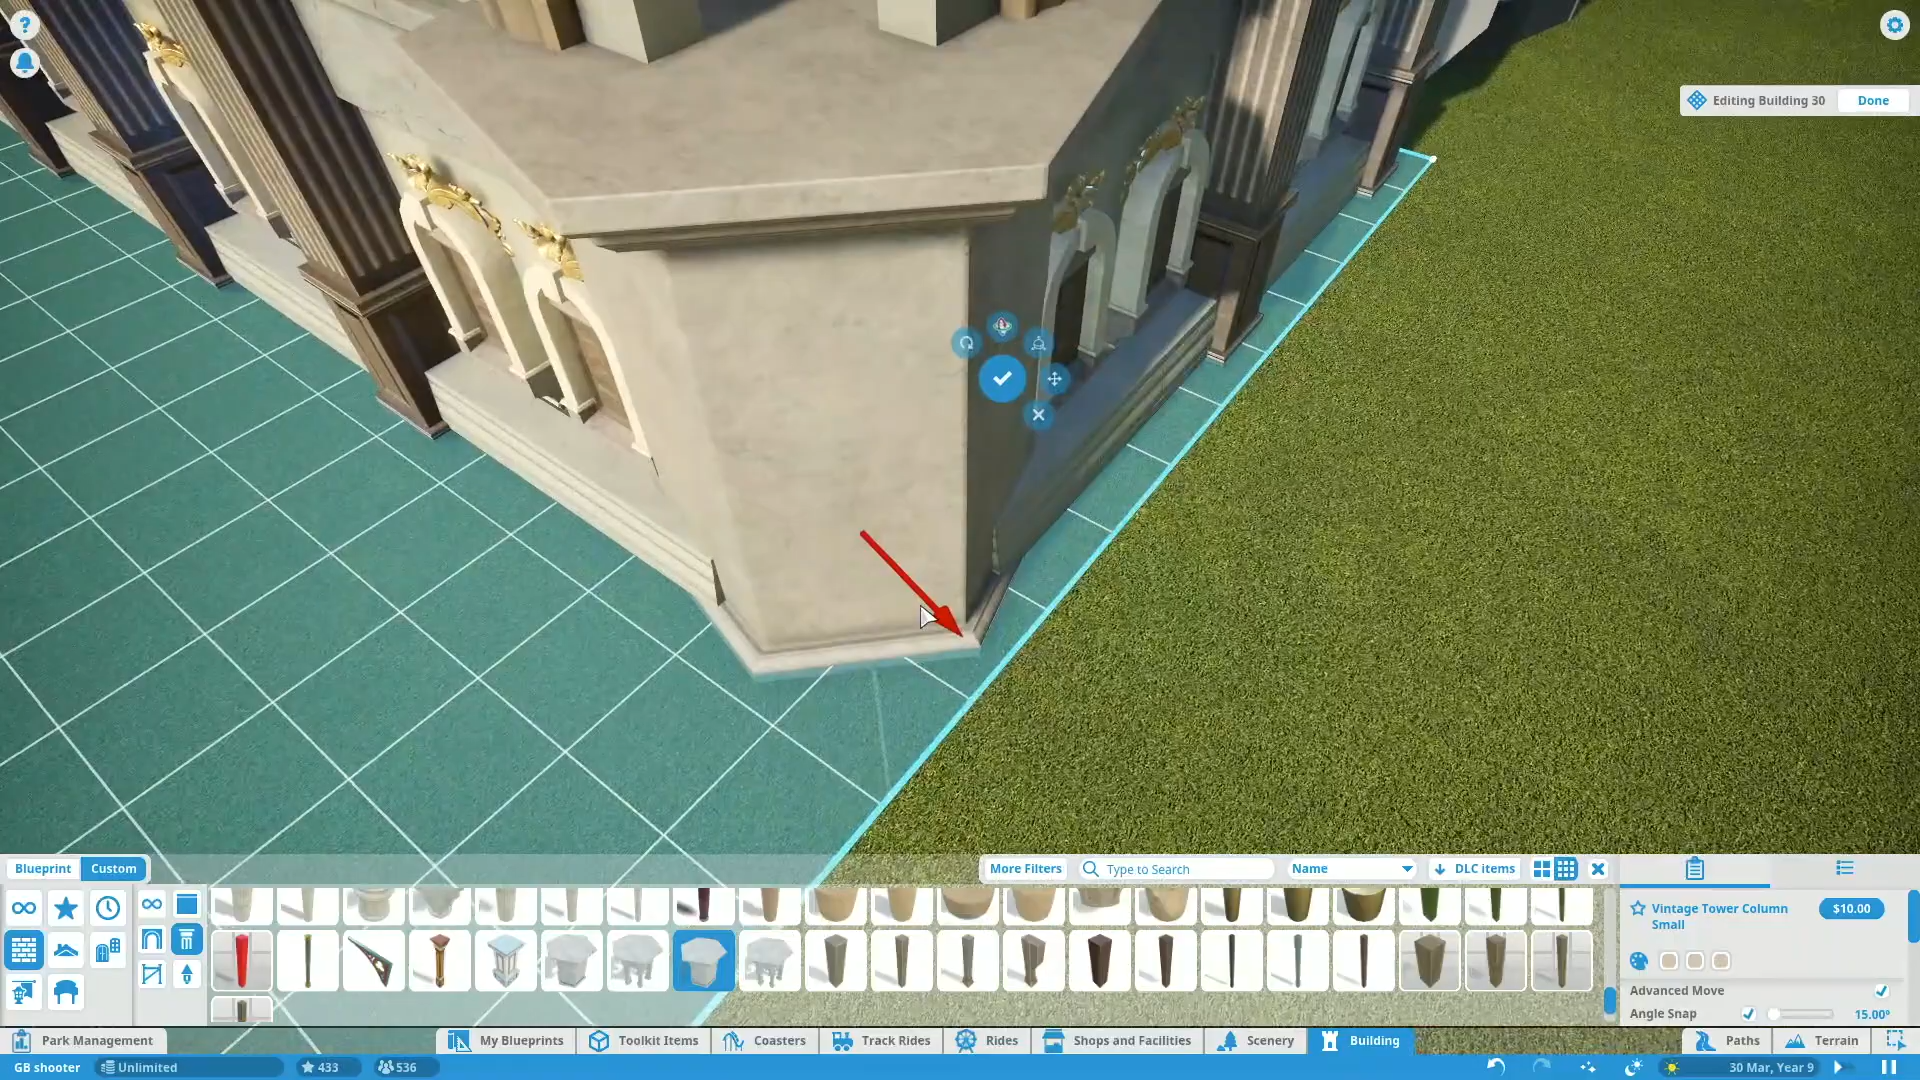 ?
Editing Building 30
Done
Blueprint
Custom
More Filters
Type to Search
Name
DLC items
Vintage Tower Column
Small
$10.00
Advanced Move
Angle Snap
15.00°
Park Management
My Blueprints
Toolkit Items
Coasters
Track Rides
Rides
Shops and Facilities
Scenery
Building
Paths
Terrain
GB shooter
Unlimited
433
536
30 Mar, Year 9